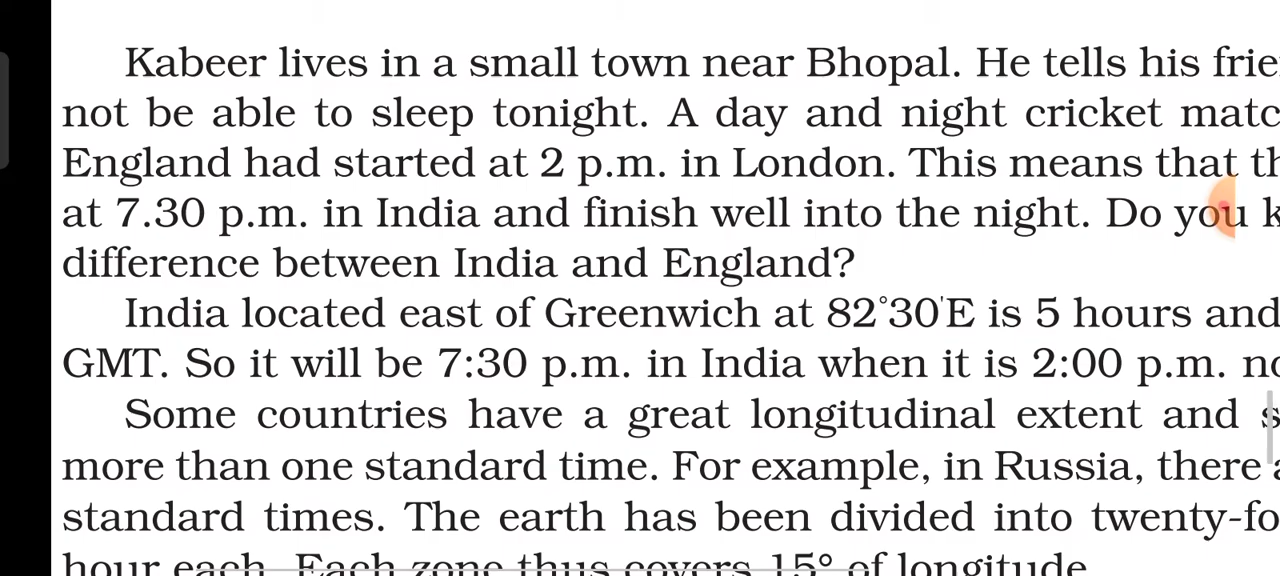 Kabeer lives in a small town near Bhopal. He tells his
not be able to sleep tonight. A day and night cricket
England had started at 2 p.m. in London. This means that
at 7.30 p.m. in India and finish well into the night. Do you
difference between India and England?
India located east of Greenwich at 82°30'E is 5 hours and
GMT. So it will be 7:30 p.m. in India when it is 2:00 p.m.
Some countries have a great longitudinal extent and
more than one standard time. For example, in Russia, there
standard times. The earth has been divided into
hour each. Each zone thus covers 15° of longitude